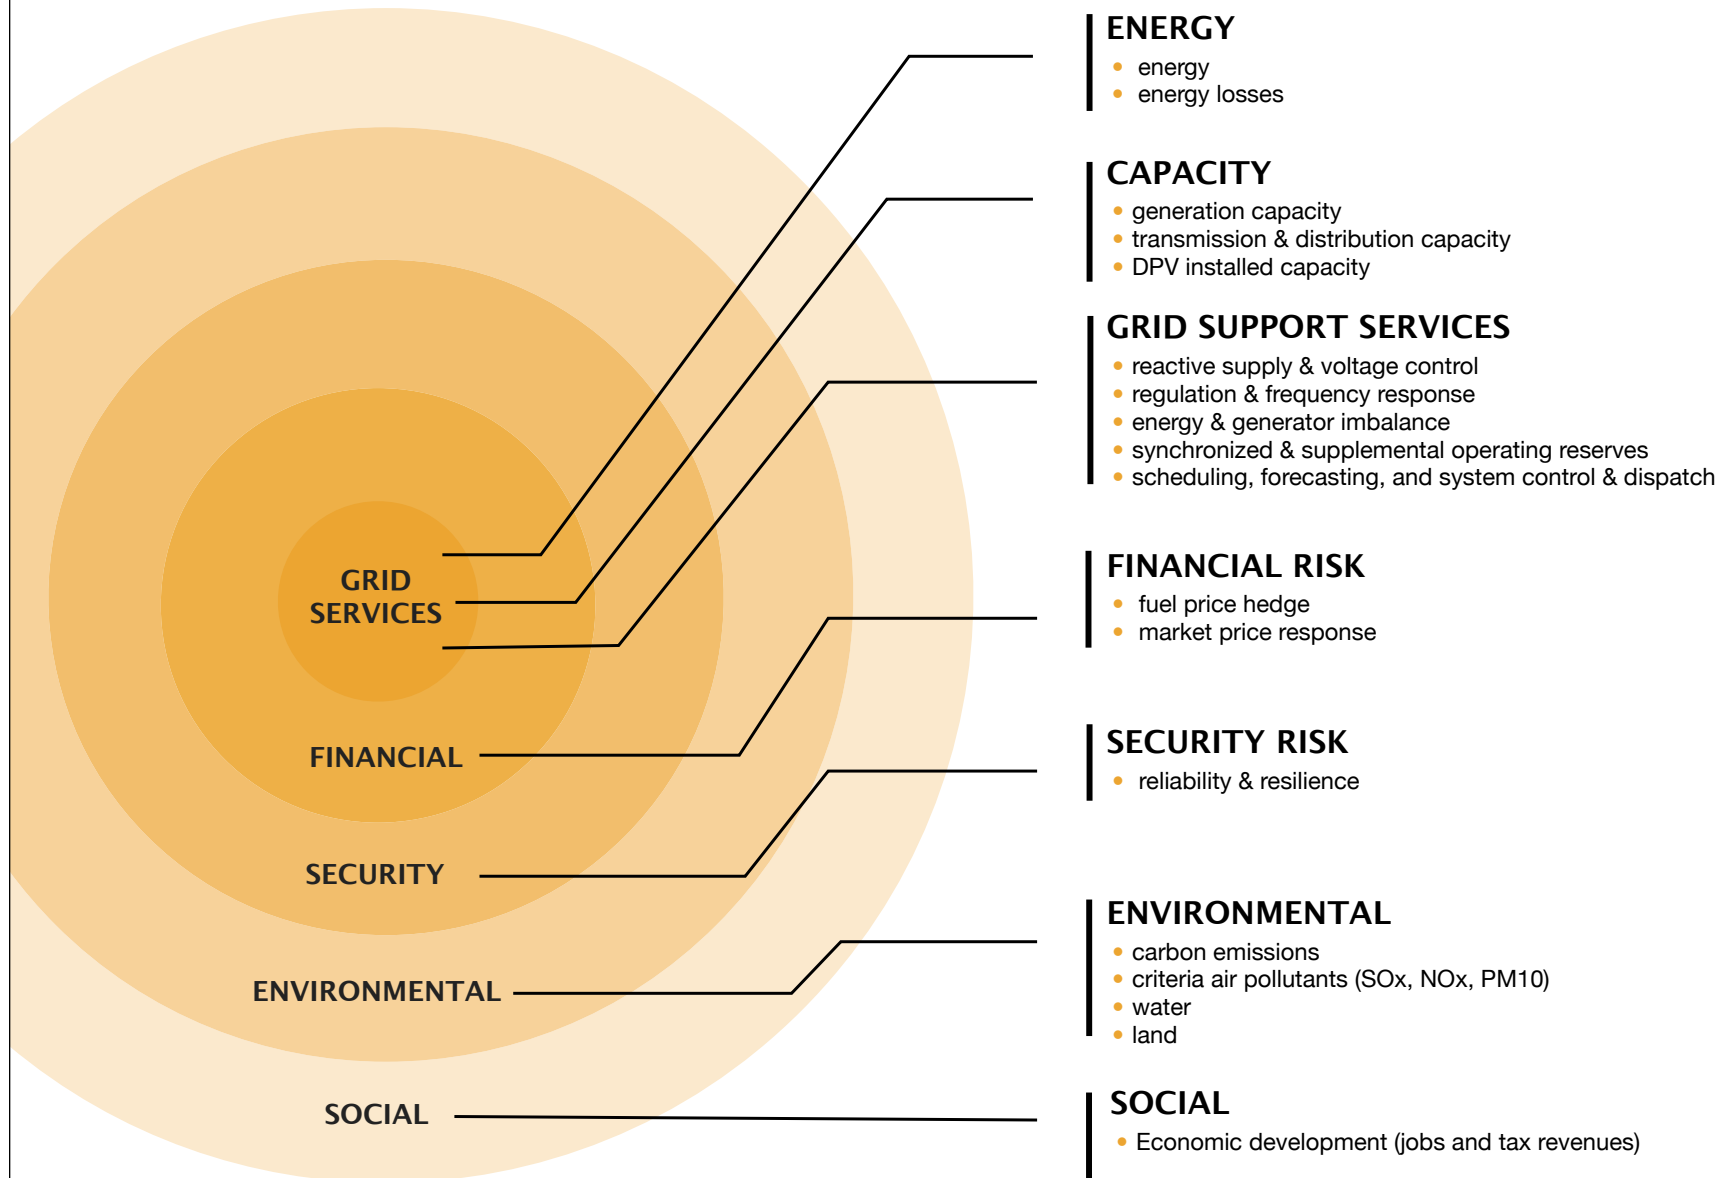 ENERGY
• energy
• energy losses
CAPACITY
• generation capacity
• transmission & distribution capacity
• DPV installed capacity
GRID SUPPORT SERVICES
• reactive supply & voltage control
• regulation & frequency response
• energy & generator imbalance
• synchronized & supplemental operating reserves
• scheduling, forecasting, and system control & dispatch
GRID
SERVICES
FINANCIAL RISK
• fuel price hedge
• market price response
FINANCIAL
SECURITY RISK
• reliability & resilience
SECURITY
ENVIRONMENTAL
• carbon emissions
• criteria air pollutants (SOx, NOx, PM10)
• water
• land
ENVIRONMENTAL
SOCIAL
• Economic development (jobs and tax revenues)
SOCIAL